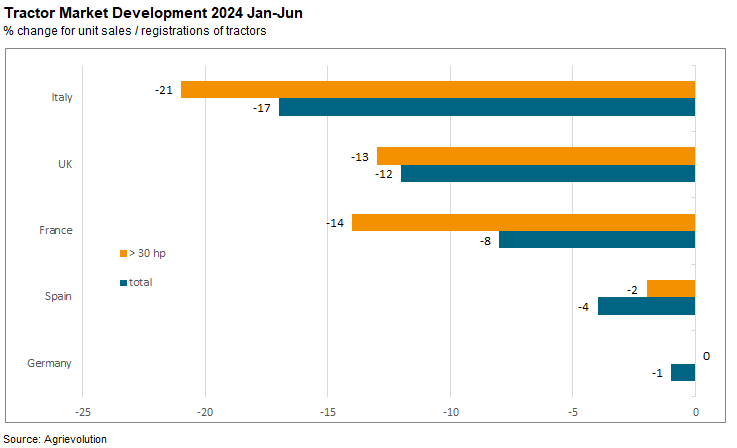 Tractor Market Development 2024 Jan-Jun
% change for unit sales / registrations of tractors
Italy
-21
-17
UK
-13
-12
France
-14
-8
> 30 hp
total
Spain
-2
-4
Germany
0
-1
-25 -20 -15 -10 -5 0
Source: Agrievolution